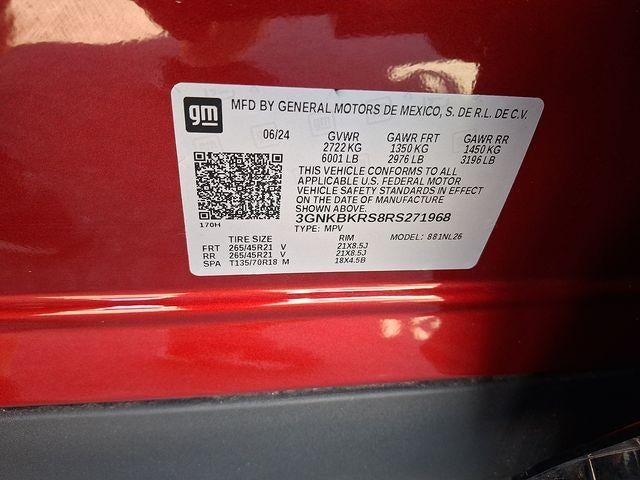 gm
MFD BY GENERAL MOTORS DE MEXICO, S. DE R.L. DE C.V.
06/24 GVWR GAWR FRT GAWR RR
2722 KG 1350 KG 1450 KG
6001 LB 2976 LB 3196 LB
THIS VEHICLE CONFORMS TO ALL
APPLICABLE U.S. FEDERAL MOTOR
VEHICLE SAFETY STANDARDS IN EFFECT
ON THE DATE OF MANUFACTURE
SHOWN ABOVE.
3GNKBKRS8RS271968
170H
TYPE: MPV
TIRE SIZE RIM MODEL: 881NL26
FRT 265/45R21 V 21X8.5J
RR 265/45R21 V 21X8.5J
SPA T135/70R18 M 18X4.5B